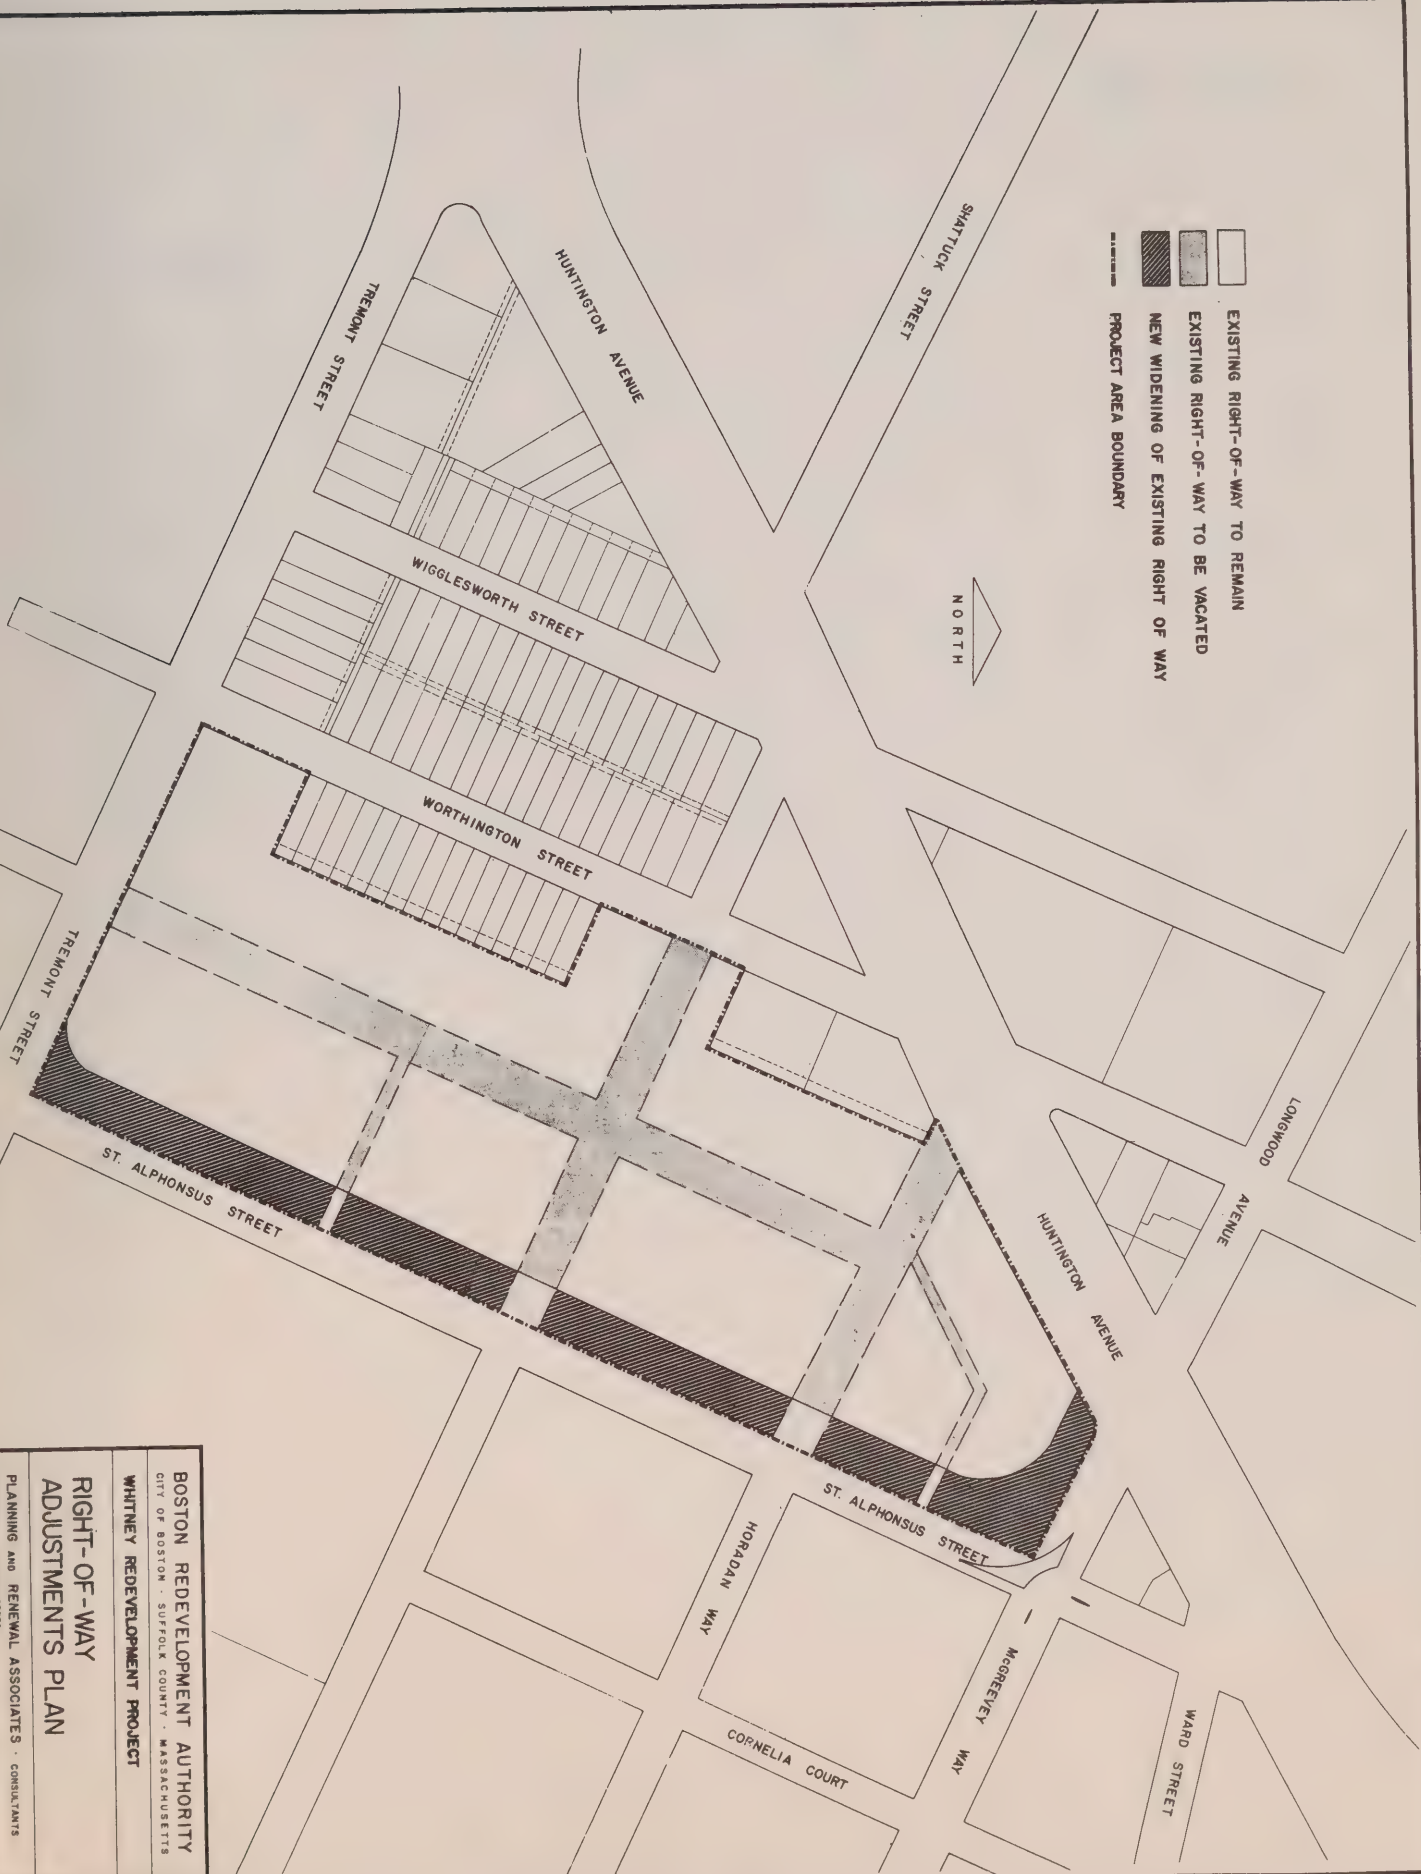 EXISTING RIGHT-OF-WAY TO REMAIN
EXISTING RIGHT-OF-WAY TO BE VACATED
NEW WIDENING OF EXISTING RIGHT OF WAY
PROJECT AREA BOUNDARY
NORTH
SHATTUCK STREET
HUNTINGTON AVENUE
TREMONT STREET
WIGGLESWORTH STREET
WORTHINGTON STREET
LONGWOOD AVENUE
HUNTINGTON AVENUE
TREMONT STREET
ST. ALPHONSUS STREET
ST. ALPHONSUS STREET
HORADAN WAY
McGREEVEY WAY
WARD STREET
CORNELIA COURT
BOSTON REDEVELOPMENT AUTHORITY
CITY OF BOSTON · SUFFOLK COUNTY · MASSACHUSETTS
WHITNEY REDEVELOPMENT PROJECT
RIGHT-OF-WAY
ADJUSTMENTS PLAN
PLANNING AND RENEWAL ASSOCIATES · CONSULTANTS